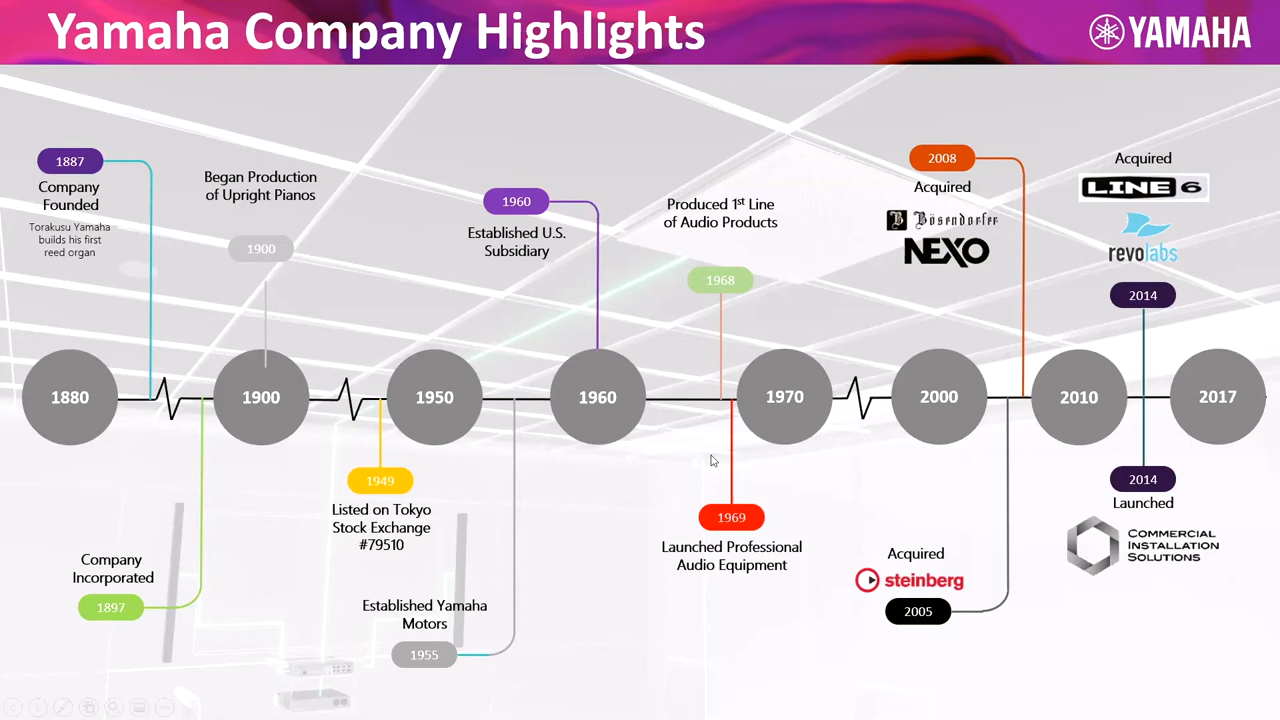 Yamaha Company Highlights
YAMAHA
1887
Company
Founded
Torakusu Yamaha
builds his first
reed organ
Began Production
of Upright Pianos
1900
1960
Established U.S.
Subsidiary
Produced 1st Line
of Audio Products
1968
2008
Acquired
Bösendorfer
NEXO
Acquired
LINE 6
revolabs
2014
1880
1900
1950
1960
1970
2000
2010
2017
Company
Incorporated
1897
1949
Listed on Tokyo
Stock Exchange
#79510
Established Yamaha
Motors
1955
1969
Launched Professional
Audio Equipment
Acquired
steinberg
2005
2014
Launched
COMMERCIAL
INSTALLATION
SOLUTIONS